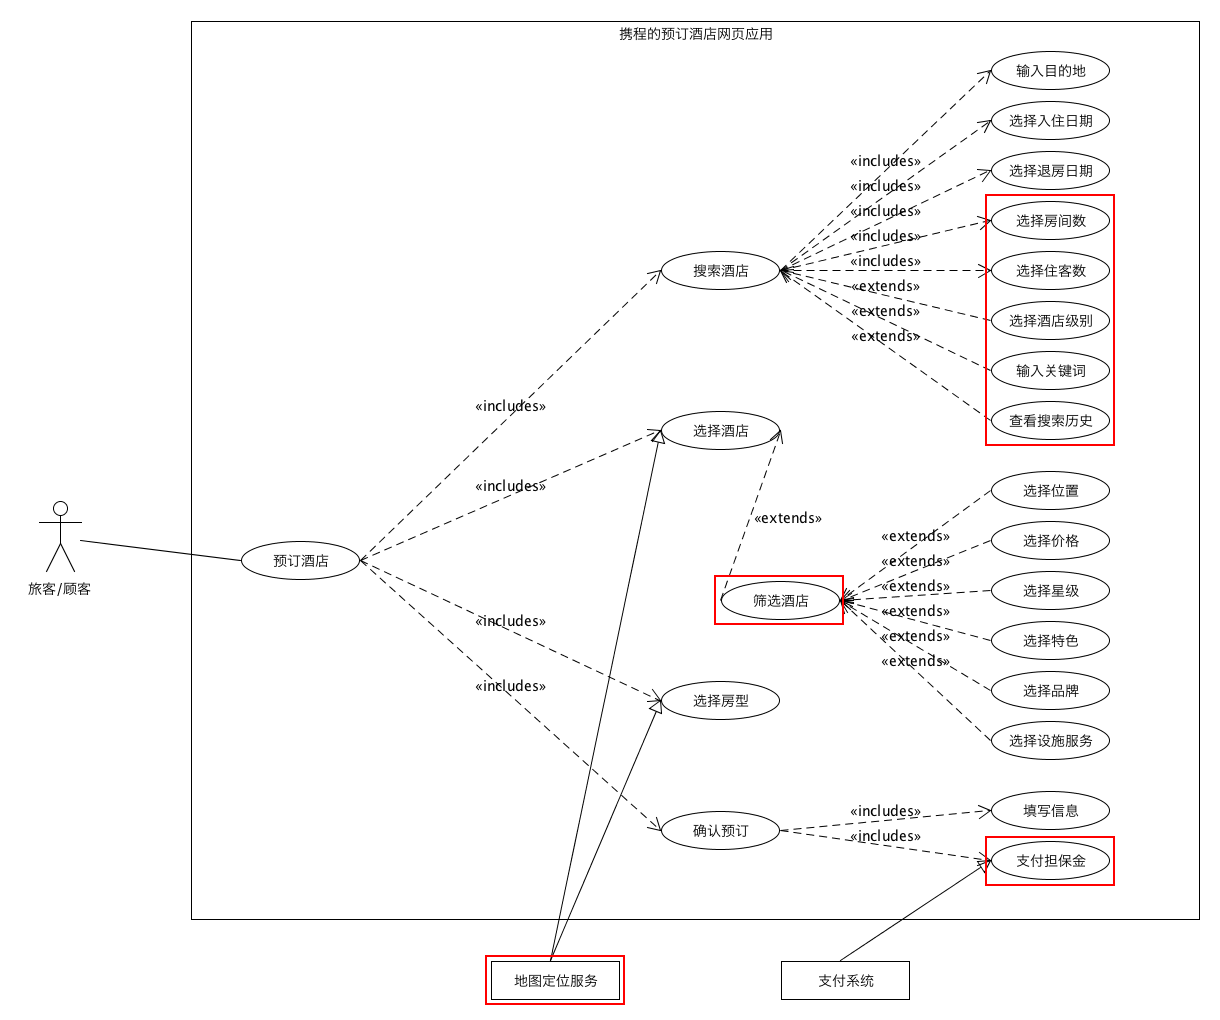 携程的预订酒店网页应用
输入目的地
选择入住日期
<<includes>>
选择退房日期
<<includes>>
<<includes>>
选择房间数
<<includes>>
<<includes>>
搜索酒店
选择住客数
<<extends>>
<<extends>>
选择酒店级别
<<extends>>
输入关键词
<<includes>>
查看搜索历史
选择酒店
<<includes>>
选择位置
<<extends>>
<<extends>>
选择价格
预订酒店
<<extends>>
<<extends>>
选择星级
旅客/顾客
筛选酒店
<<extends>>
<<includes>>
<<extends>>
选择特色
<<extends>>
<<includes>>
选择品牌
选择房型
选择设施服务
<<includes>>
填写信息
确认预订
<<includes>>
支付担保金
地图定位服务
支付系统